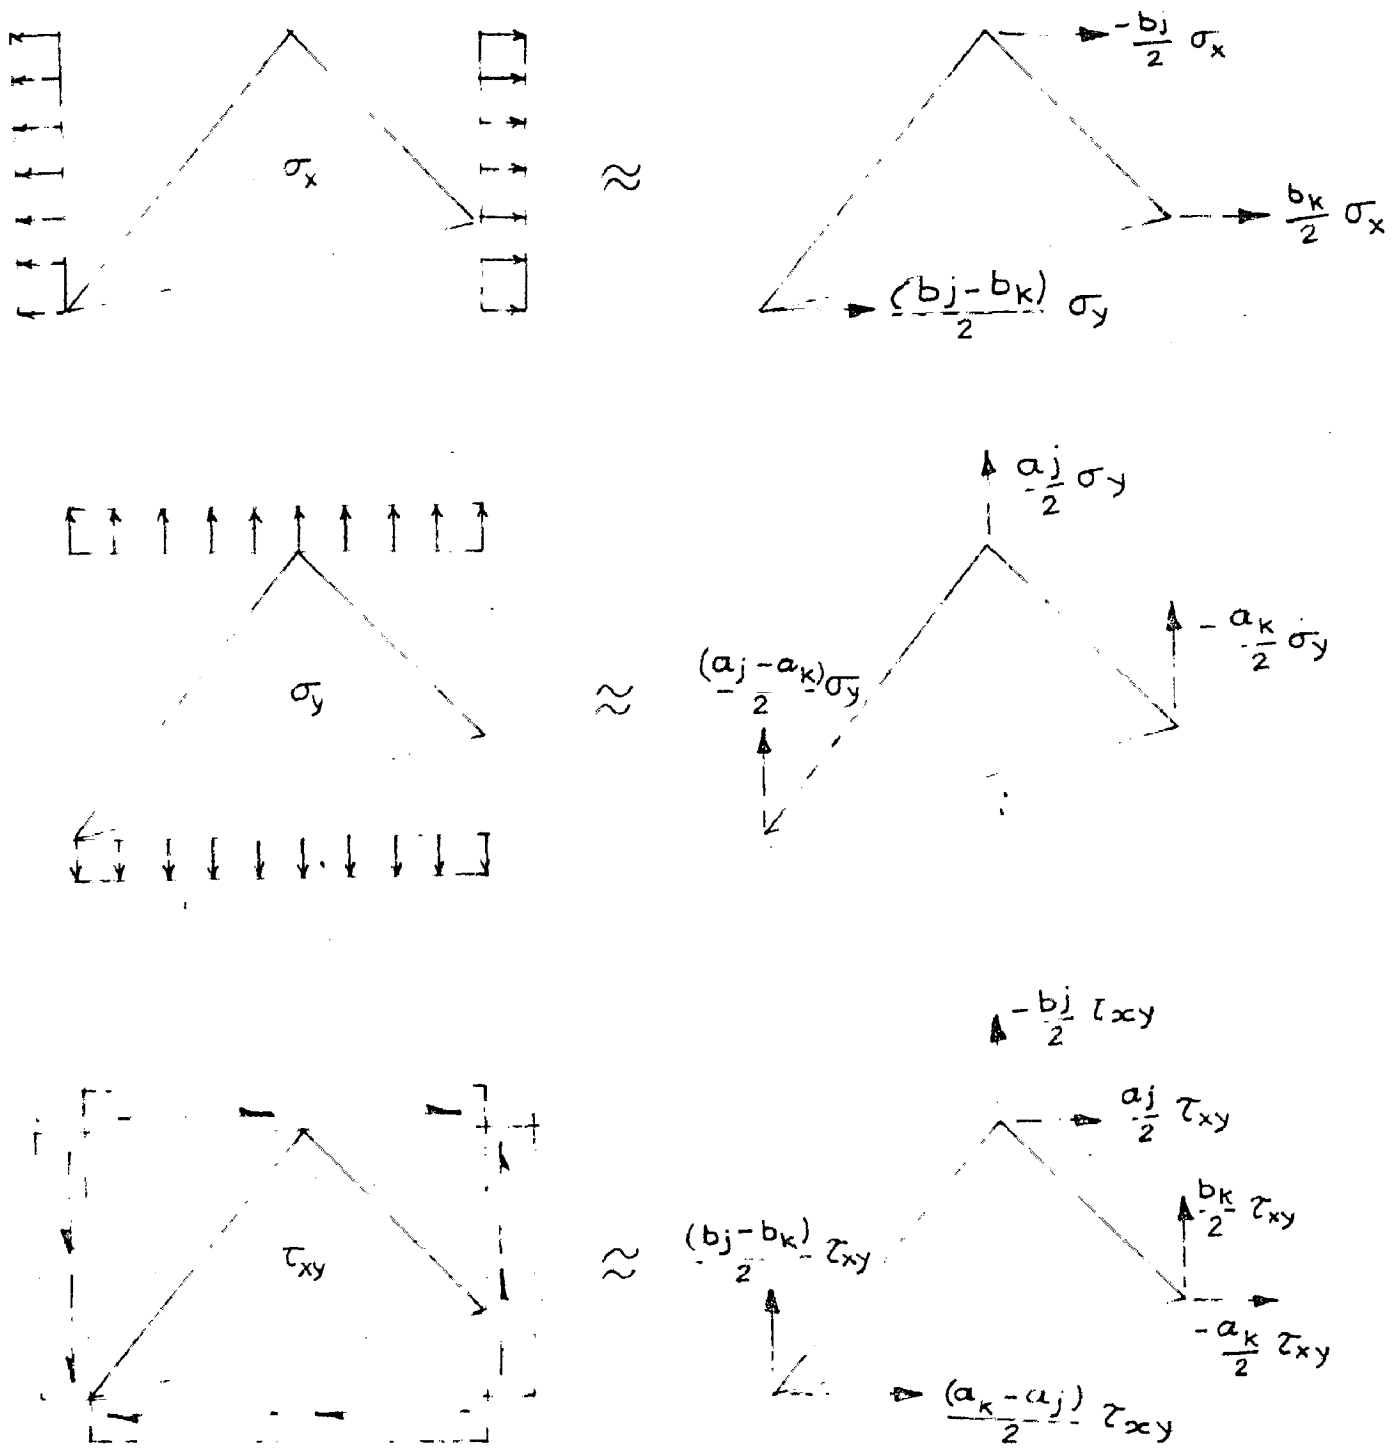 σx ≈ -bj/2 σx
bk/2 σx
(bj-bk)/2 σy
σy ≈ aj/2 σy
-ak/2 σy
(aj-ak)/2 σy
τxy ≈ -bj/2 τxy
aj/2 τxy
bk/2 τxy
(bj-bk)/2 τxy
-ak/2 τxy
(ak-aj)/2 τxy